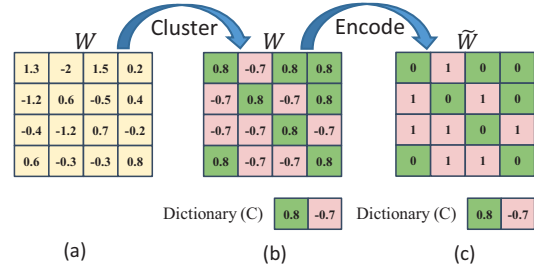 W Cluster W Encode W̃
1.3 -2 1.5 0.2 0.8 -0.7 0.8 0.8 0 1 0 0
-1.2 0.6 -0.5 0.4 -0.7 0.8 -0.7 0.8 1 0 1 0
-0.4 -1.2 0.7 -0.2 -0.7 -0.7 0.8 -0.7 1 1 0 1
0.6 -0.3 -0.3 0.8 0.8 -0.7 -0.7 0.8 0 1 1 0
Dictionary (C) 0.8 -0.7 Dictionary (C) 0.8 -0.7
(a) (b) (c)